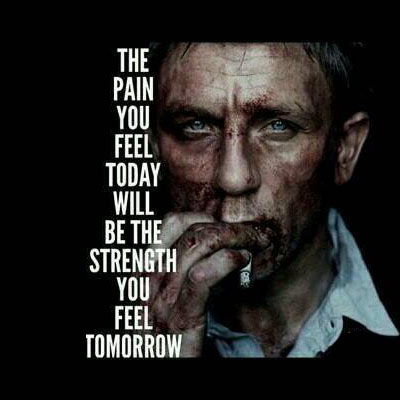 THE
PAIN
YOU
FEEL
TODAY
WILL
BE THE
STRENGTH
YOU
FEEL
TOMORROW